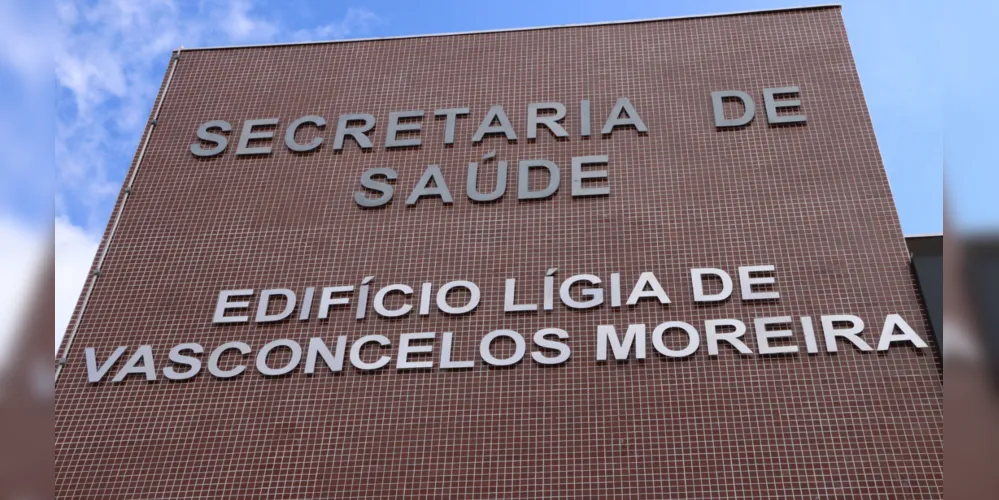 SECRETARIA DE
SAÚDE
EDIFÍCIO LÍGIA DE
VASCONCELOS MOREIRA